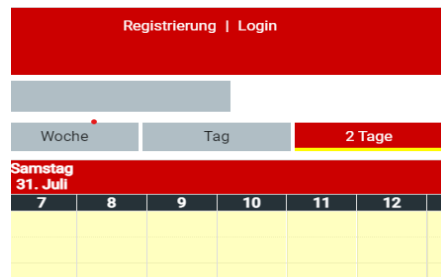 Registrierung | Login
Woche Tag 2 Tage
Samstag
31. Juli
7 8 9 10 11 12